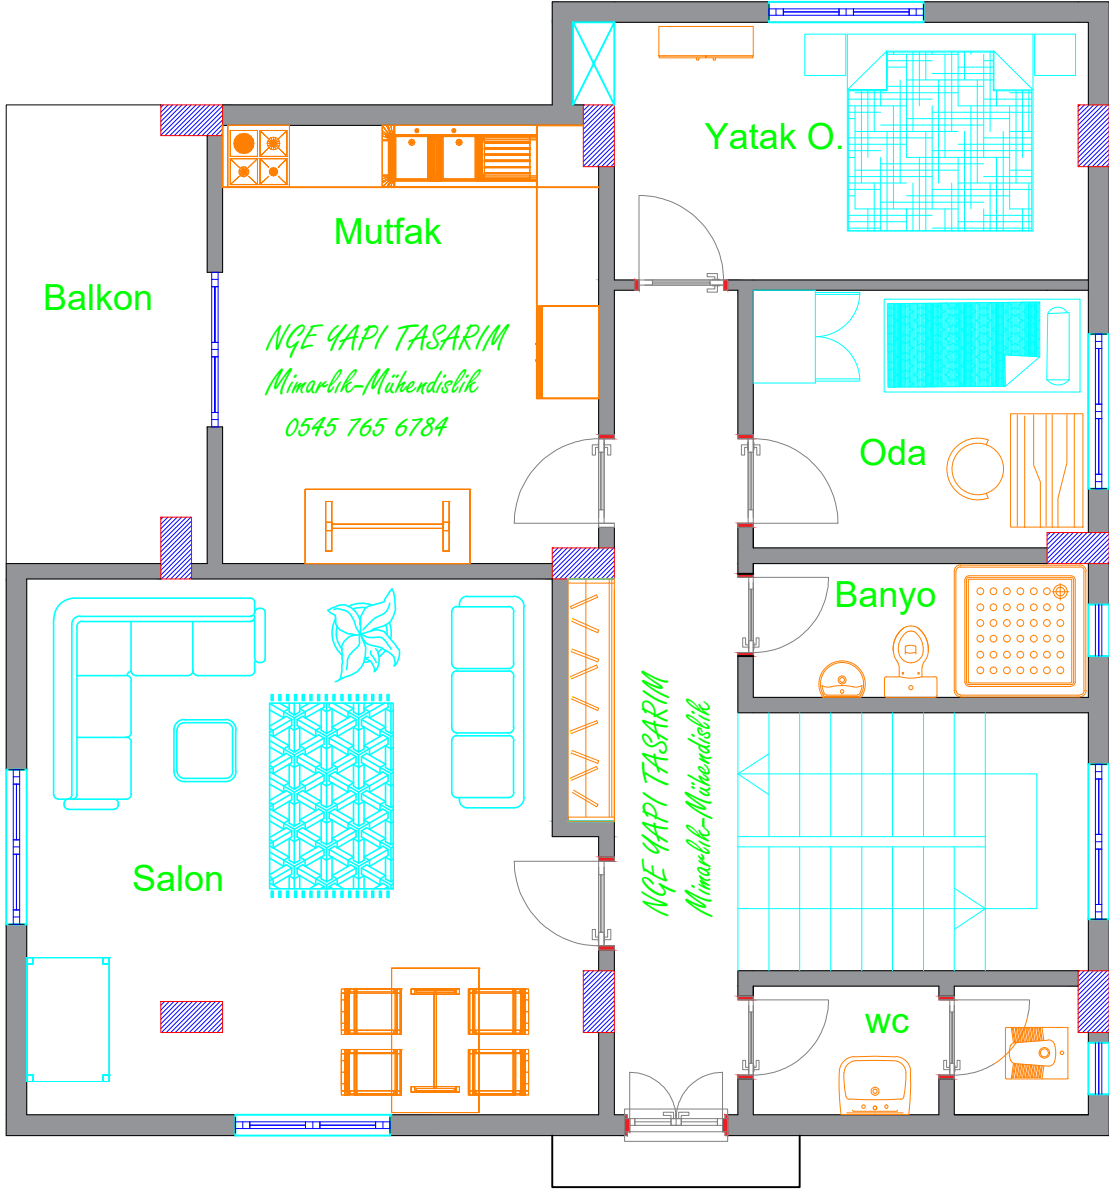 Yatak O.
Mutfak
Balkon
NGE YAPI TASARIM
Mimarlık-Mühendislik
0545 765 6784
Oda
Banyo
NGE YAPI TASARIM
Mimarlık-Mühendislik
Salon
wc